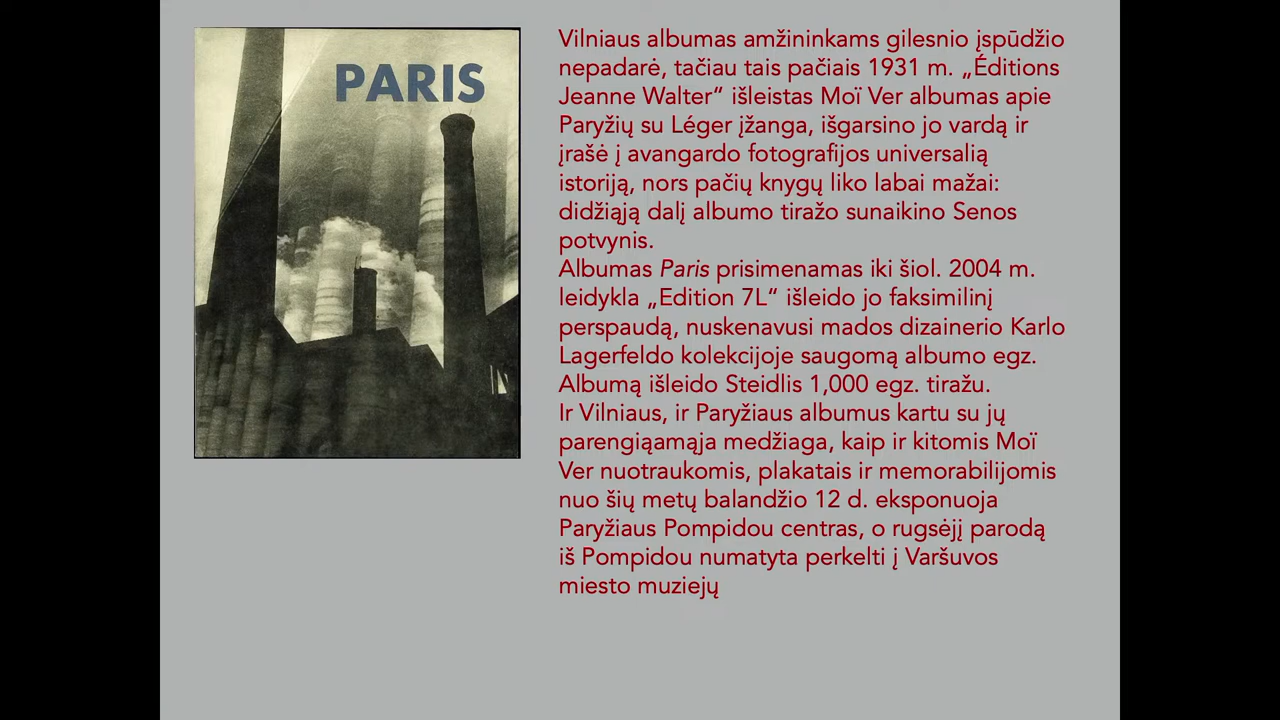 PARIS
Vilniaus albumas amžininkams gilesnio įspūdžio
nepadarė, tačiau tais pačiais 1931 m. „Éditions
Jeanne Walter“ išleistas Moï Ver albumas apie
Paryžių su Léger įžanga, išgarsino jo vardą ir
įrašė į avangardo fotografijos universalią
istoriją, nors pačių knygų liko labai mažai:
didžiąją dalį albumo tiražo sunaikino Senos
potvynis.
Albumas Paris prisimenamas iki šiol. 2004 m.
leidykla „Edition 7L“ išleido jo faksimilinį
perspaudą, nuskenavusi mados dizainerio Karlo
Lagerfeldo kolekcijoje saugomą albumo egz.
Albumą išleido Steidlis 1,000 egz. tiražu.
Ir Vilniaus, ir Paryžiaus albumus kartu su jų
parengiąamąja medžiaga, kaip ir kitomis Moï
Ver nuotraukomis, plakatais ir memorabilijomis
nuo šių metų balandžio 12 d. eksponuoja
Paryžiaus Pompidou centras, o rugsėjį parodą
iš Pompidou numatyta perkelti į Varšuvos
miesto muziejų